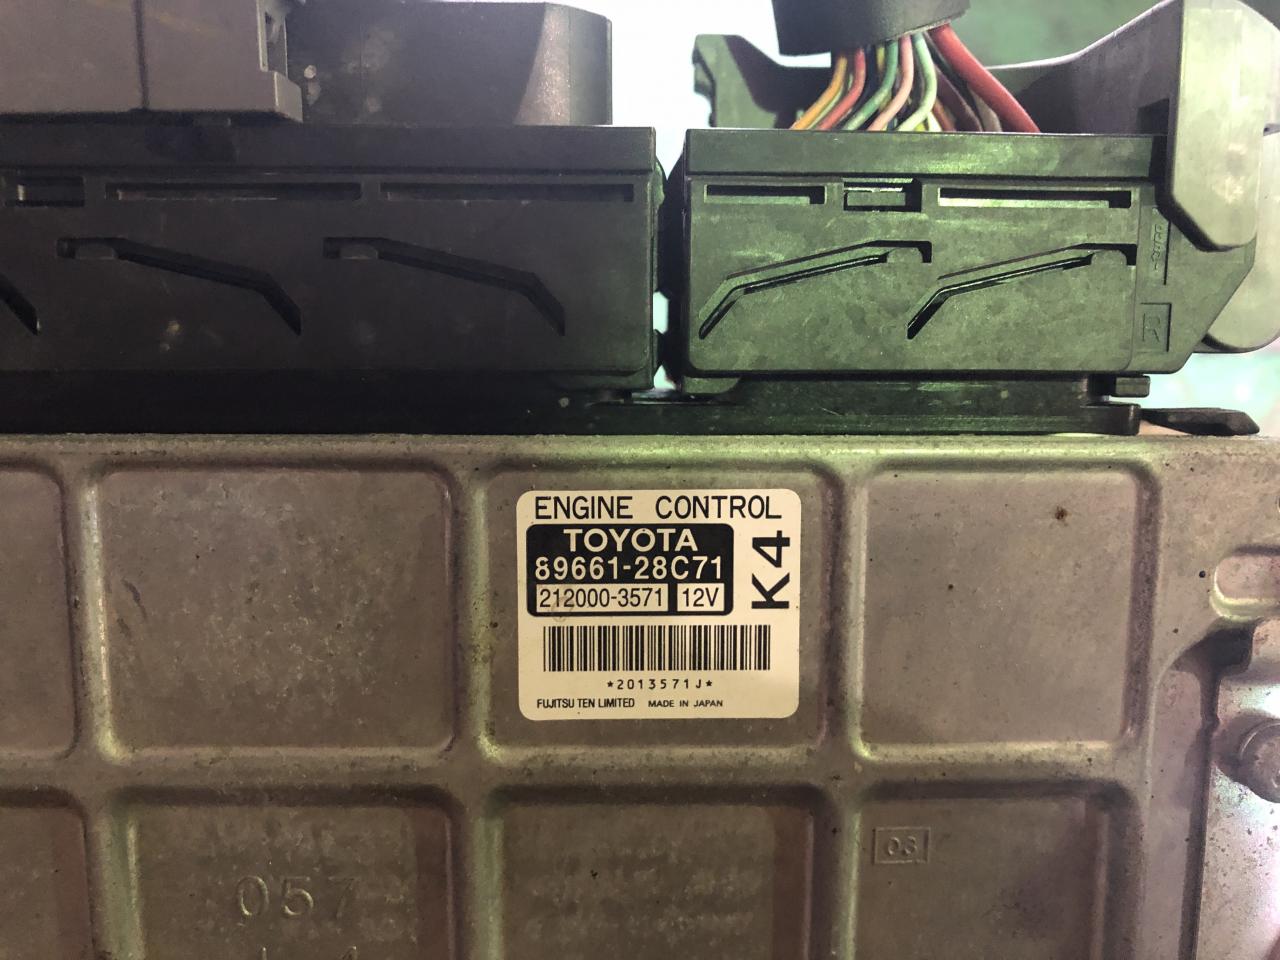 ENGINE CONTROL
TOYOTA
89661-28C71
212000-3571 12V
K4
*2013571J*
FUJITSU TEN LIMITED MADE IN JAPAN
03
057